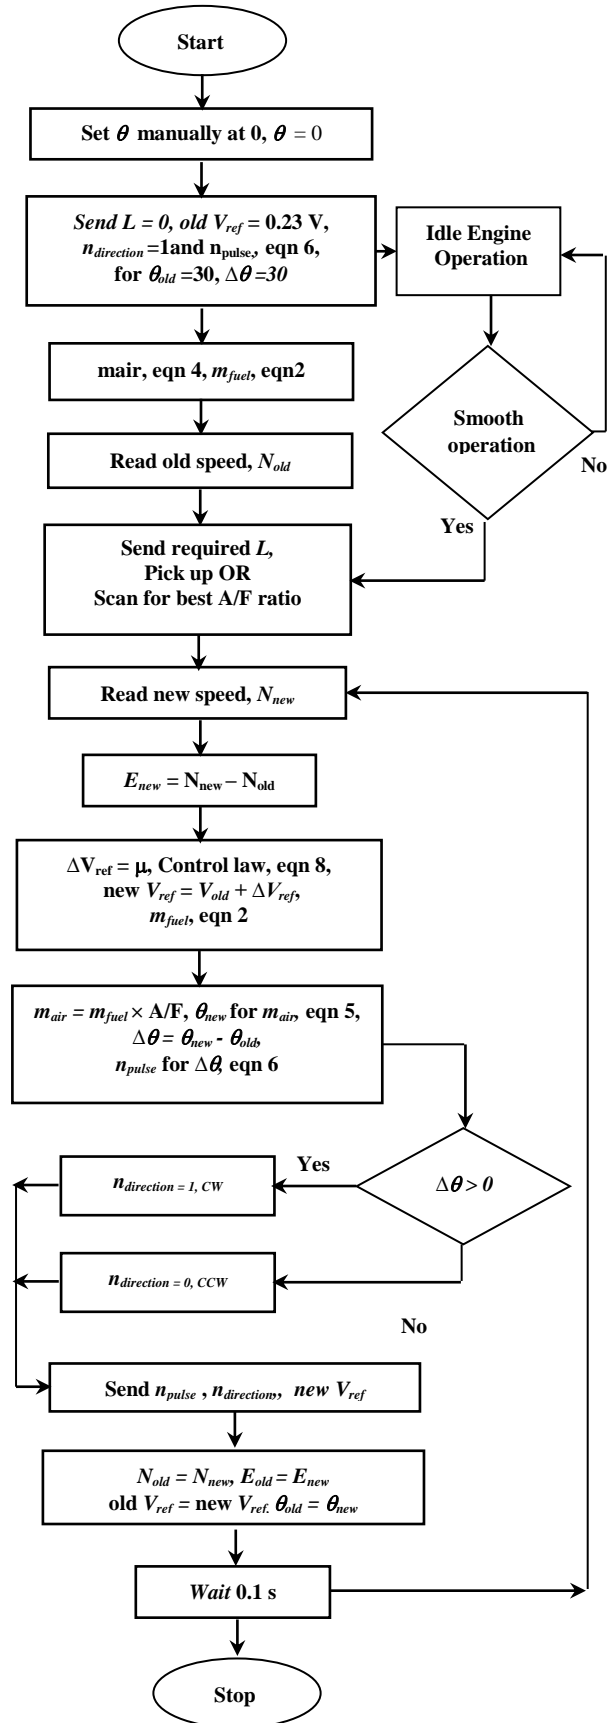 Start
Set θ manually at 0, θ = 0
Send L = 0, old V_ref = 0.23 V,
n_direction =1and n_pulse,, eqn 6,
for θ_old =30, Δθ =30
Idle Engine
Operation
mair, eqn 4, m_fuel, eqn2
Smooth
operation
No
Read old speed, N_old
Yes
Send required L,
Pick up OR
Scan for best A/F ratio
Read new speed, N_new
E_new = N_new – N_old
ΔV_ref = μ, Control law, eqn 8,
new V_ref = V_old + ΔV_ref,
m_fuel, eqn 2
m_air = m_fuel × A/F, θ_new for m_air, eqn 5,
Δθ = θ_new - θ_old,
n_pulse for Δθ, eqn 6
Yes
Δθ > 0
n_direction = 1, CW
n_direction = 0, CCW
No
Send n_pulse , n_direction,, new V_ref
N_old = N_new, E_old = E_new
old V_ref = new V_ref. θ_old = θ_new
Wait 0.1 s
Stop